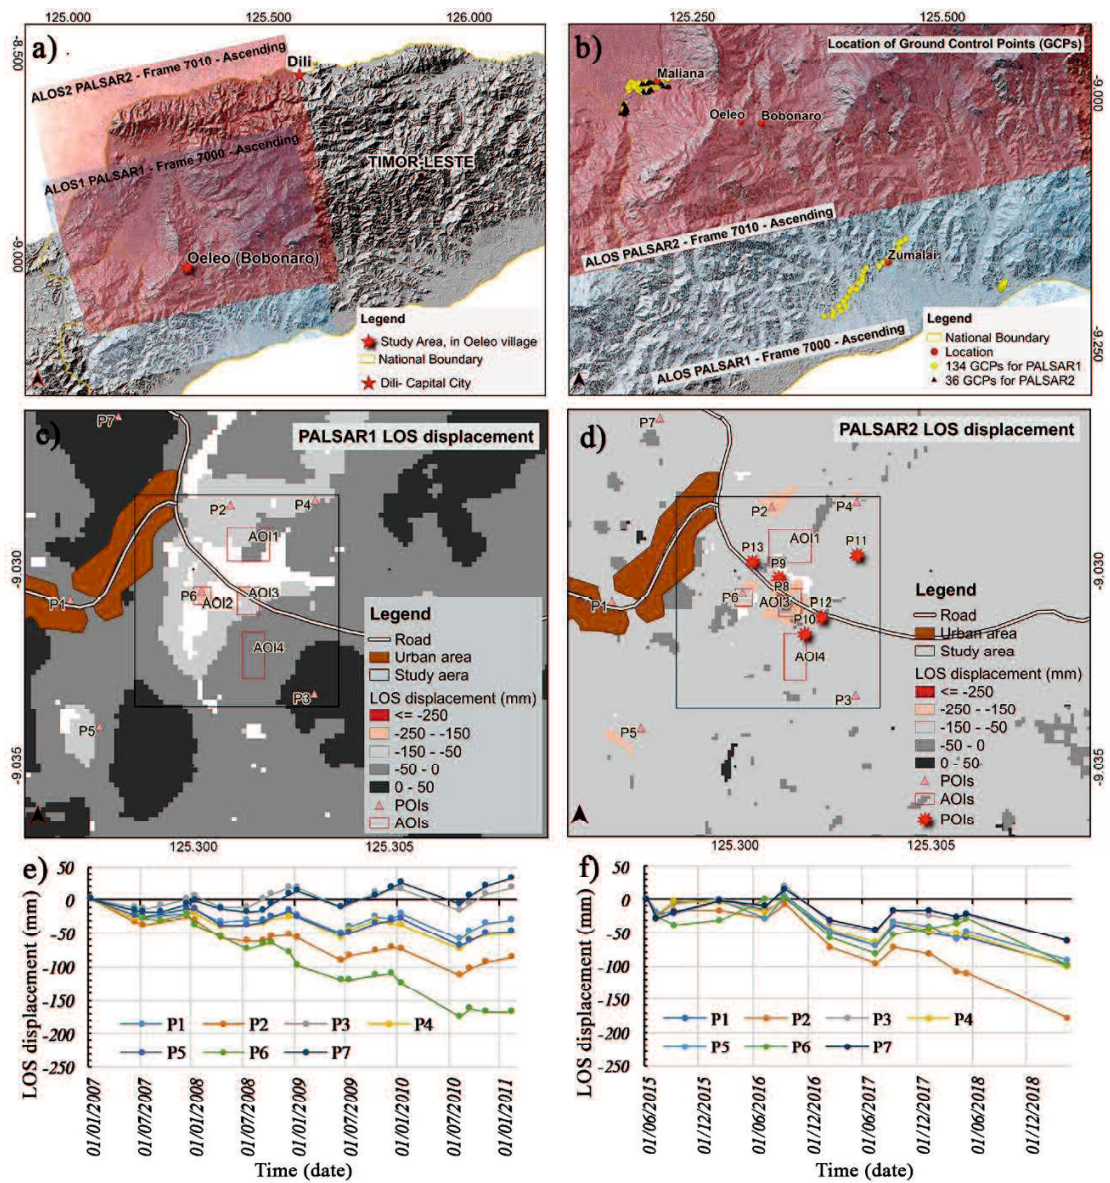 125.000 125.500 126.000
125.250 125.500
-8.500
-9.000
a)
ALOS2 PALSAR2 - Frame 7010 - Ascending
Dili
ALOS1 PALSAR1 - Frame 7000 - Ascending
TIMOR-LESTE
Oeleo (Bobonaro)
Legend
Study Area, in Oeleo village
National Boundary
Dili- Capital City
b)
Location of Ground Control Points (GCPs)
Maliana
Oeleo
Bobonaro
ALOS PALSAR2 - Frame 7010 - Ascending
Zumalai
ALOS PALSAR1 - Frame 7000 - Ascending
Legend
National Boundary
Location
134 GCPs for PALSAR1
36 GCPs for PALSAR2
-9.000
-9.250
c)
PALSAR1 LOS displacement
P7
P2
P4
AOI1
P6
AOI2
AOI3
P1
AOI4
P3
P5
Legend
Road
Urban area
Study aera
LOS displacement (mm)
<= -250
-250 - -150
-150 - -50
-50 - 0
0 - 50
POIs
AOIs
-9.030
-9.035
125.300 125.305
d)
PALSAR2 LOS displacement
P7
P2
P4
AOI1
P11
P13
P9
P8
P6
AOI3
P12
P1
P10
AOI4
P3
P5
Legend
Road
Urban area
Study area
LOS displacement (mm)
<= -250
-250 - -150
-150 - -50
-50 - 0
0 - 50
POIs
AOIs
POIs
-9.030
-9.035
125.300 125.305
e)
LOS displacement (mm)
50
0
-50
-100
-150
-200
-250
P1 P2 P3 P4
P5 P6 P7
01/01/2007
01/07/2007
01/01/2008
01/07/2008
01/01/2009
01/07/2009
01/01/2010
01/07/2010
01/01/2011
Time (date)
f)
LOS displacement (mm)
50
0
-50
-100
-150
-200
-250
P1 P2 P3 P4
P5 P6 P7
01/06/2015
01/12/2015
01/06/2016
01/12/2016
01/06/2017
01/12/2017
01/06/2018
01/12/2018
Time (date)